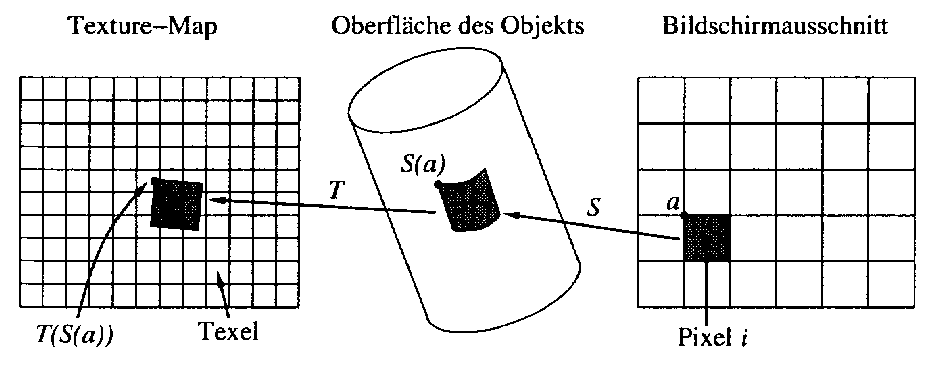 Texture–Map
Oberfläche des Objekts
Bildschirmausschnitt
S(a)
T
S
a
T(S(a))
Texel
Pixel i